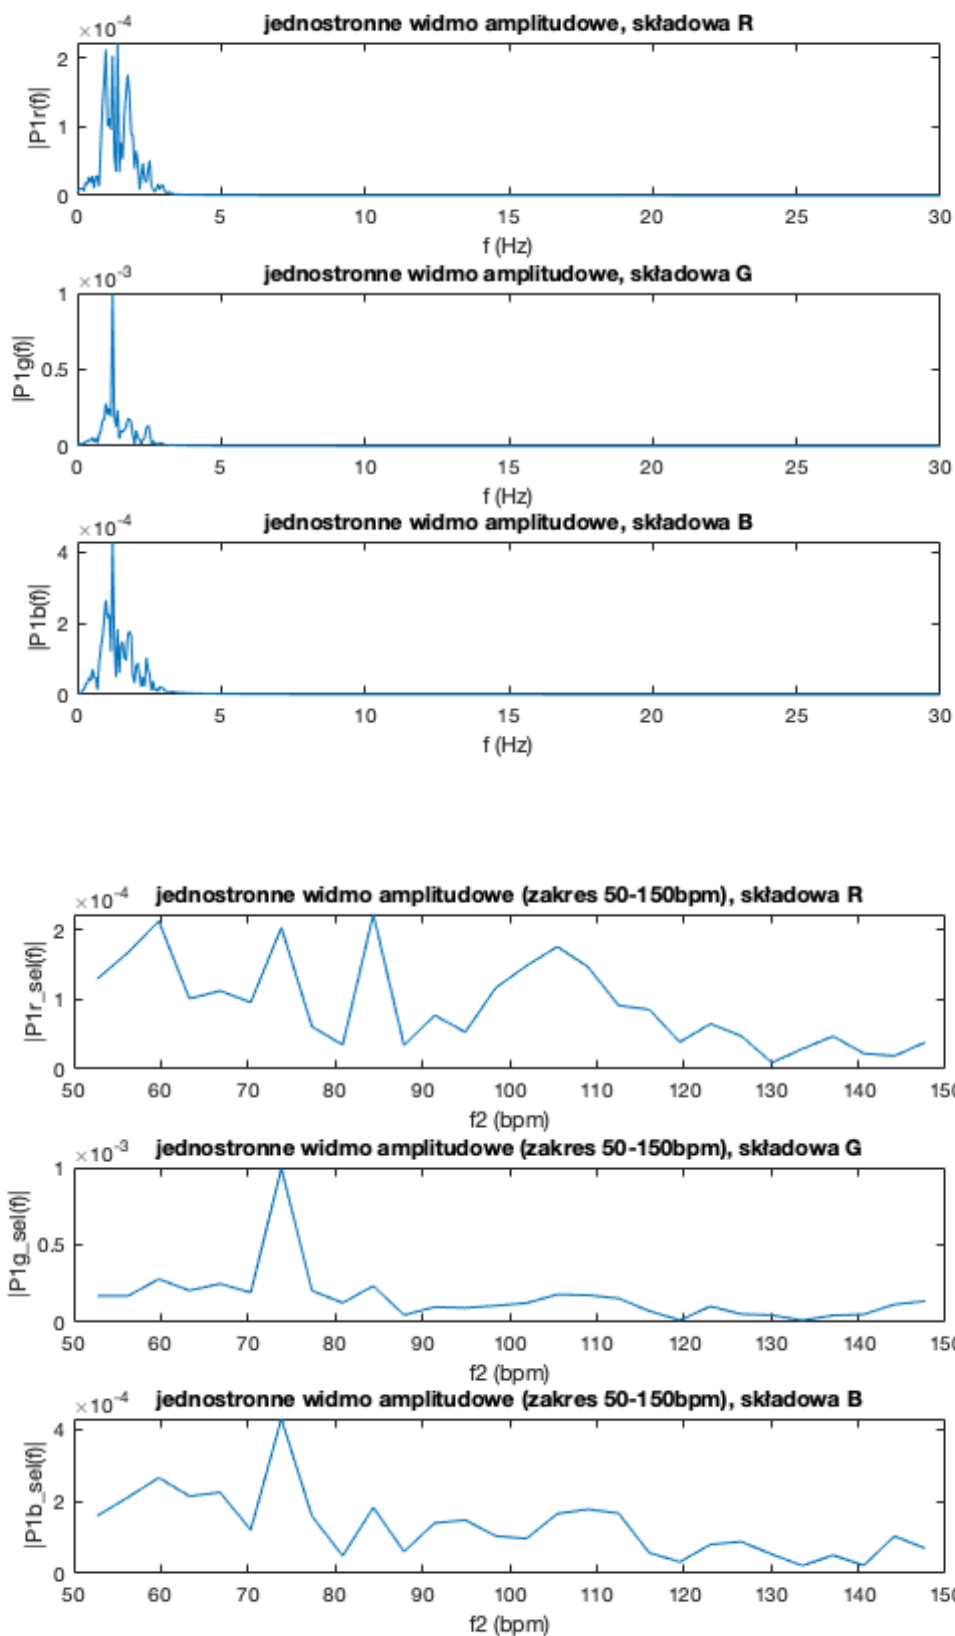 jednostronne widmo amplitudowe, składowa R
×10⁻⁴
|P1r(f)|
2
1
0
0 5 10 15 20 25 30
f (Hz)
jednostronne widmo amplitudowe, składowa G
×10⁻³
|P1g(f)|
1
0.5
0
0 5 10 15 20 25 30
f (Hz)
jednostronne widmo amplitudowe, składowa B
×10⁻⁴
|P1b(f)|
4
2
0
0 5 10 15 20 25 30
f (Hz)
jednostronne widmo amplitudowe (zakres 50-150bpm), składowa R
×10⁻⁴
|P1r_sel(f)|
2
1
0
50 60 70 80 90 100 110 120 130 140 150
f2 (bpm)
jednostronne widmo amplitudowe (zakres 50-150bpm), składowa G
×10⁻³
|P1g_sel(f)|
1
0.5
0
50 60 70 80 90 100 110 120 130 140 150
f2 (bpm)
jednostronne widmo amplitudowe (zakres 50-150bpm), składowa B
×10⁻⁴
|P1b_sel(f)|
4
2
0
50 60 70 80 90 100 110 120 130 140 150
f2 (bpm)